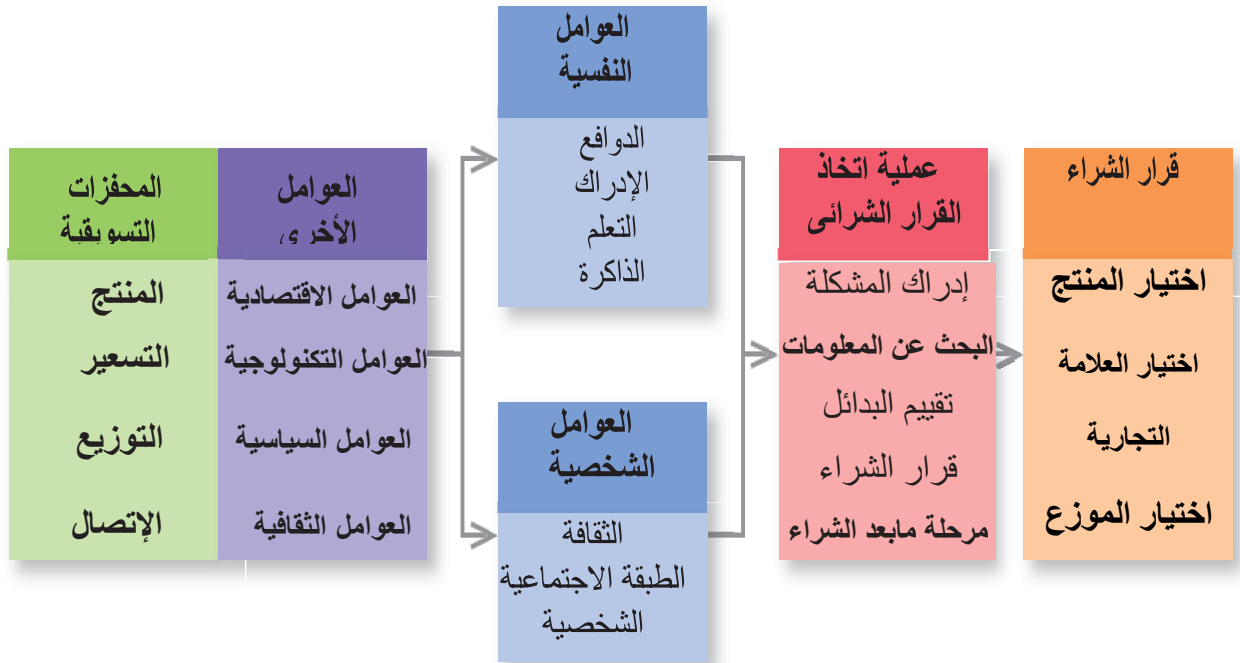 المحفزات
التسويقية
المنتج
التسعير
التوزيع
الإتصال
العوامل
الأخرى
العوامل الاقتصادية
العوامل التكنولوجية
العوامل السياسية
العوامل الثقافية
العوامل
النفسية
الدوافع
الإدراك
التعلم
الذاكرة
العوامل
الشخصية
الثقافة
الطبقة الاجتماعية
الشخصية
عملية اتخاذ
القرار الشرائى
إدراك المشكلة
البحث عن المعلومات
تقييم البدائل
قرار الشراء
مرحلة مابعد الشراء
قرار الشراء
اختيار المنتج
اختيار العلامة
التجارية
اختيار الموزع